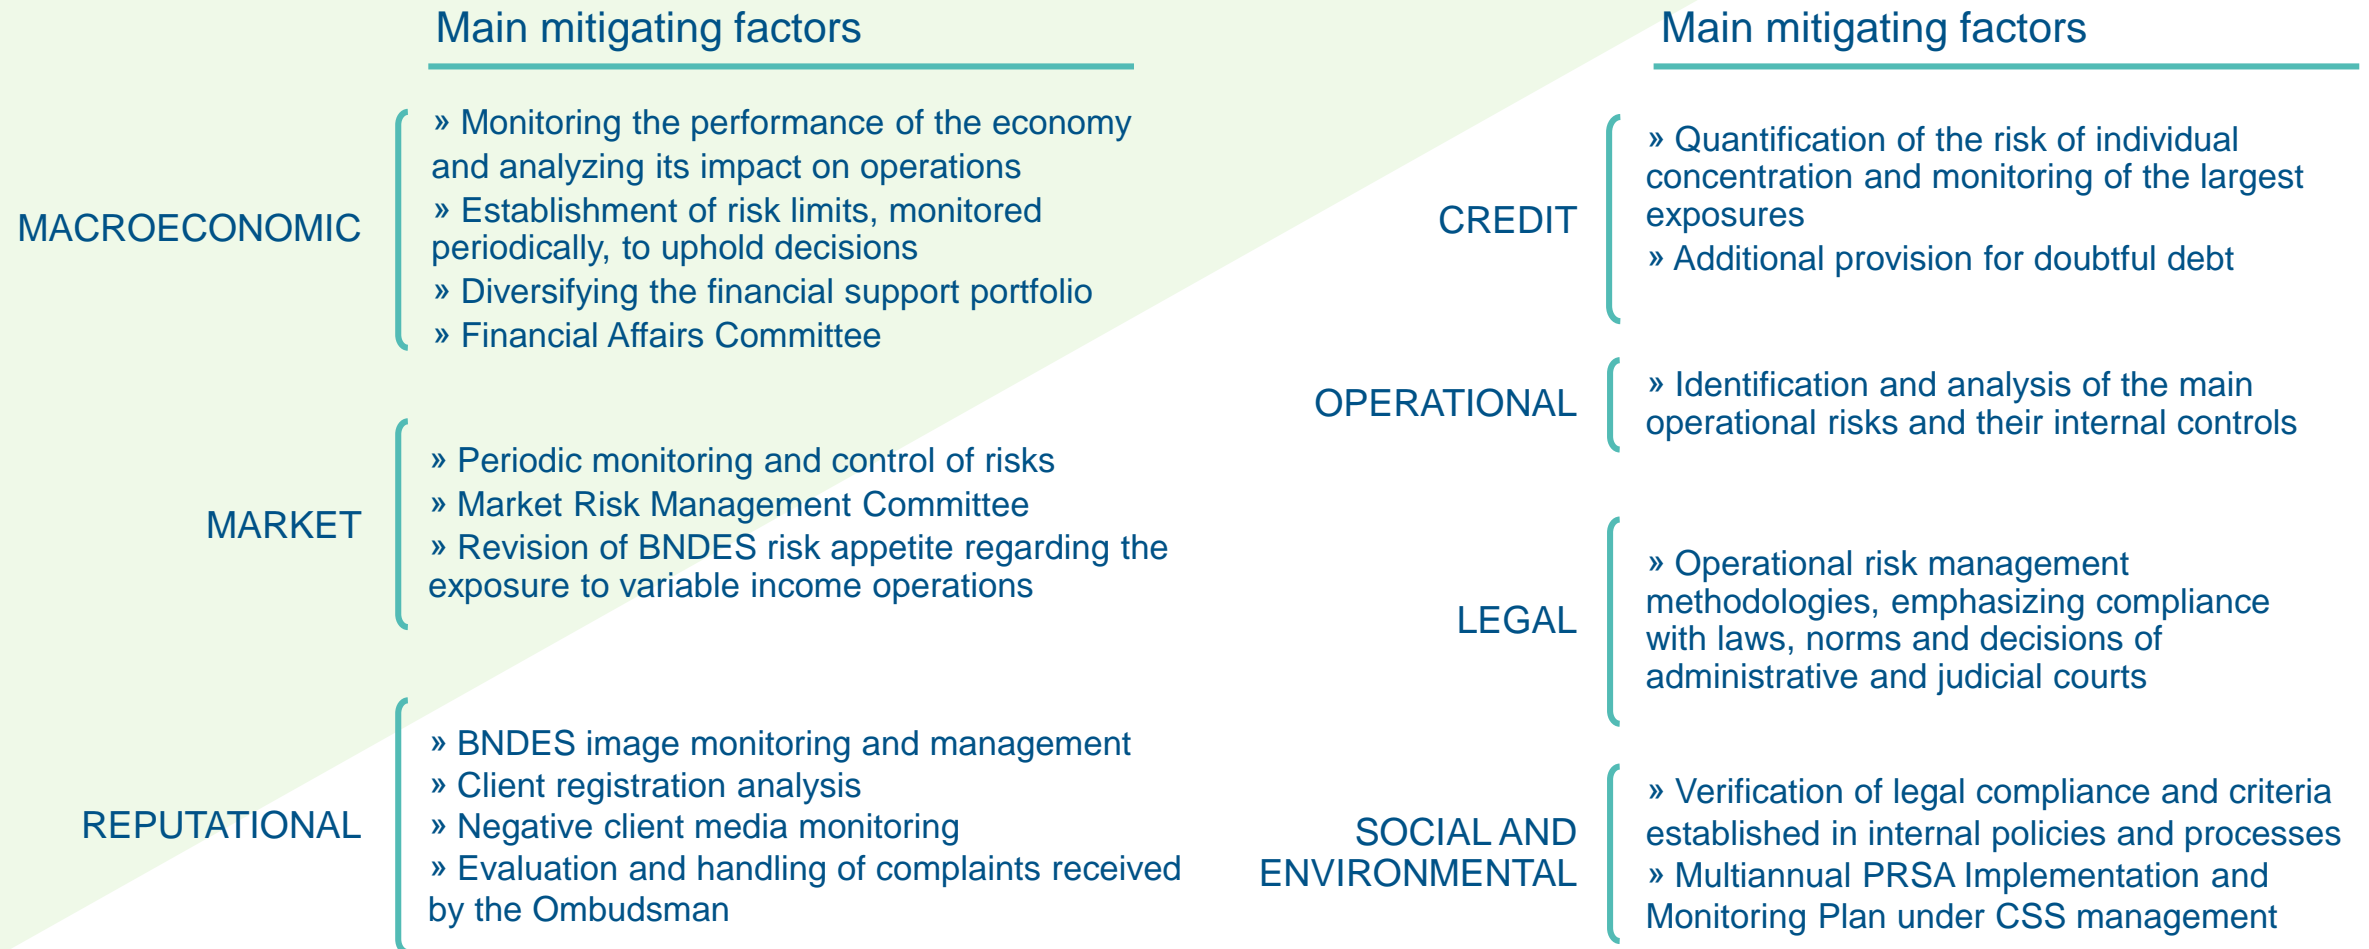 Main mitigating factors
MACROECONOMIC
» Monitoring the performance of the economy
and analyzing its impact on operations
» Establishment of risk limits, monitored
periodically, to uphold decisions
» Diversifying the financial support portfolio
» Financial Affairs Committee
MARKET
» Periodic monitoring and control of risks
» Market Risk Management Committee
» Revision of BNDES risk appetite regarding the
exposure to variable income operations
REPUTATIONAL
» BNDES image monitoring and management
» Client registration analysis
» Negative client media monitoring
» Evaluation and handling of complaints received
by the Ombudsman
Main mitigating factors
CREDIT
» Quantification of the risk of individual
concentration and monitoring of the largest
exposures
» Additional provision for doubtful debt
OPERATIONAL
» Identification and analysis of the main
operational risks and their internal controls
LEGAL
» Operational risk management
methodologies, emphasizing compliance
with laws, norms and decisions of
administrative and judicial courts
SOCIAL AND
ENVIRONMENTAL
» Verification of legal compliance and criteria
established in internal policies and processes
» Multiannual PRSA Implementation and
Monitoring Plan under CSS management